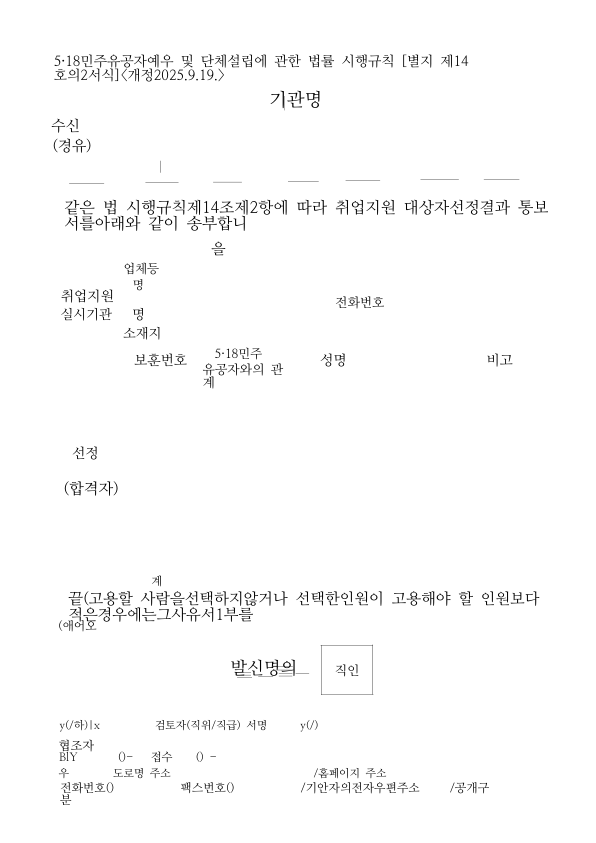 5·18민주유공자예우 및 단체설립에 관한 법률 시행규칙 [별지 제14
호의2서식]<개정2025.9.19.>
기관명
수신
(경유)
같은 법 시행규칙제14조제2항에 따라 취업지원 대상자선정결과 통보
서를아래와 같이 송부합니
을
업체등
명
취업지원 전화번호
실시기관 명
소재지
보훈번호 5·18민주 성명 비고
유공자와의 관
계
선정
(합격자)
계
끝(고용할 사람을선택하지않거나 선택한인원이 고용해야 할 인원보다
적은경우에는그사유서1부를
(애어오
발신명의 직인
y(/하)|x 검토자(직위/직급) 서명 y(/)
협조자
B|Y ()- 접수 () -
우 도로명 주소 /홈페이지 주소
전화번호() 팩스번호() /기안자의전자우편주소 /공개구
분